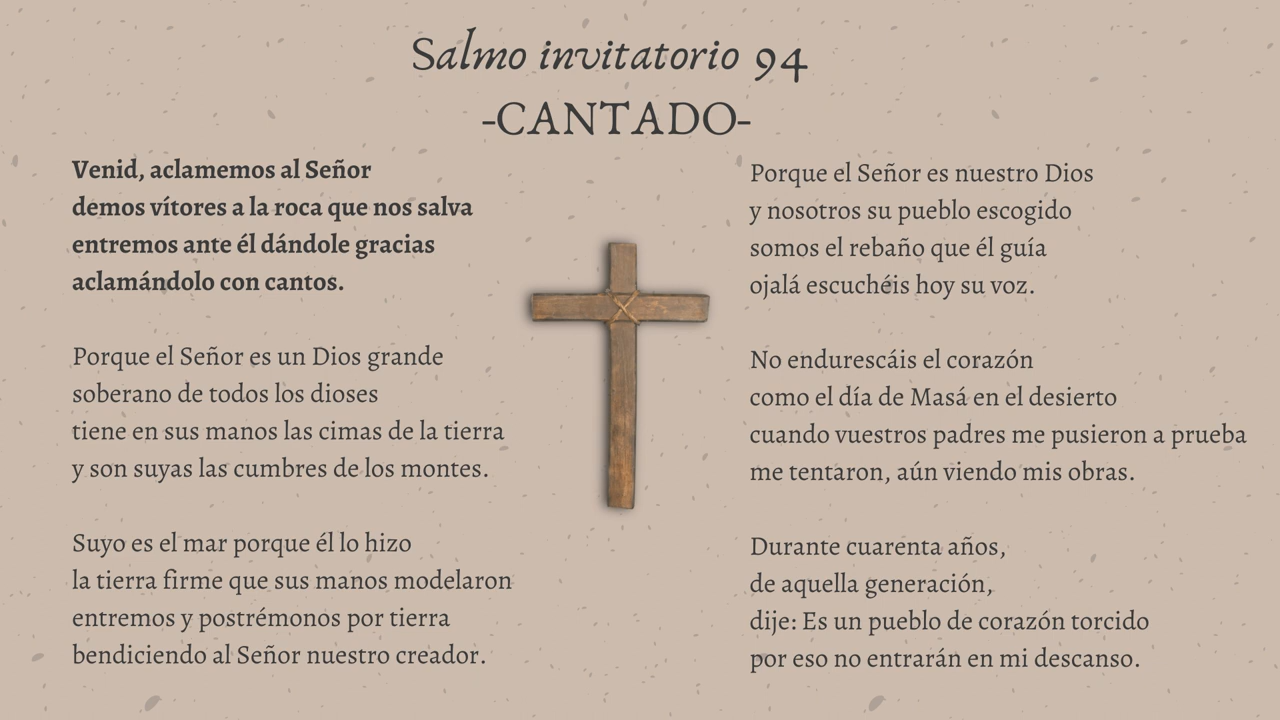 Salmo invitatorio 94
-CANTADO-
Venid, aclamemos al Señor
demos vítores a la roca que nos salva
entremos ante él dándole gracias
aclamándolo con cantos.
Porque el Señor es un Dios grande
soberano de todos los dioses
tiene en sus manos las cimas de la tierra
y son suyas las cumbres de los montes.
Suyo es el mar porque él lo hizo
la tierra firme que sus manos modelaron
entremos y postrémonos por tierra
bendiciendo al Señor nuestro creador.
Porque el Señor es nuestro Dios
y nosotros su pueblo escogido
somos el rebaño que él guía
ojalá escuchéis hoy su voz.
No endurescáis el corazón
como el día de Masá en el desierto
cuando vuestros padres me pusieron a prueba
me tentaron, aún viendo mis obras.
Durante cuarenta años,
de aquella generación,
dije: Es un pueblo de corazón torcido
por eso no entrarán en mi descanso.